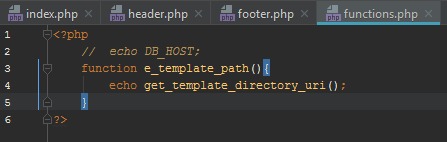 index.php header.php footer.php functions.php
1 <?php
2 // echo DB_HOST;
3 function e_template_path(){
4 echo get_template_directory_uri();
5 }
6 ?>